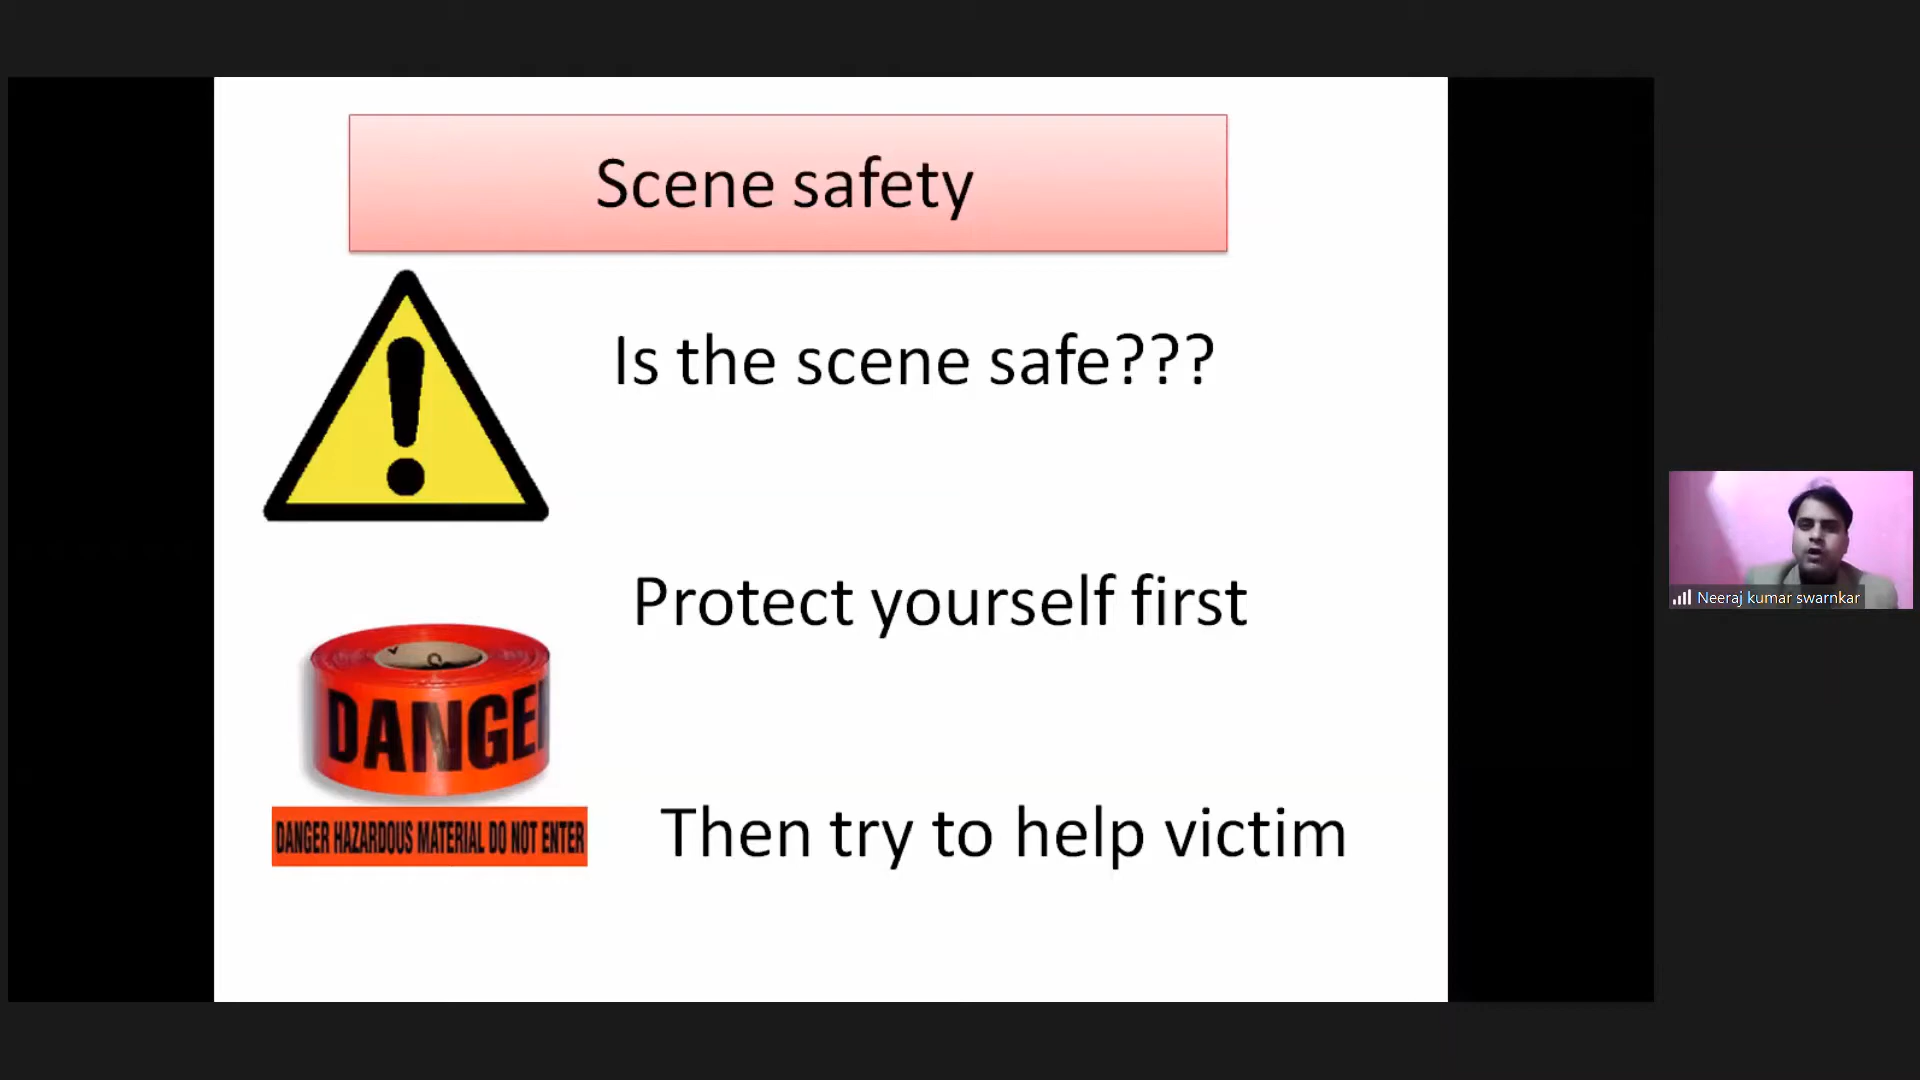 Scene safety
Is the scene safe???
Protect yourself first
DANGE
DANGER HAZARDOUS MATERIAL DO NOT ENTER
Then try to help victim
Neeraj kumar swarnkar